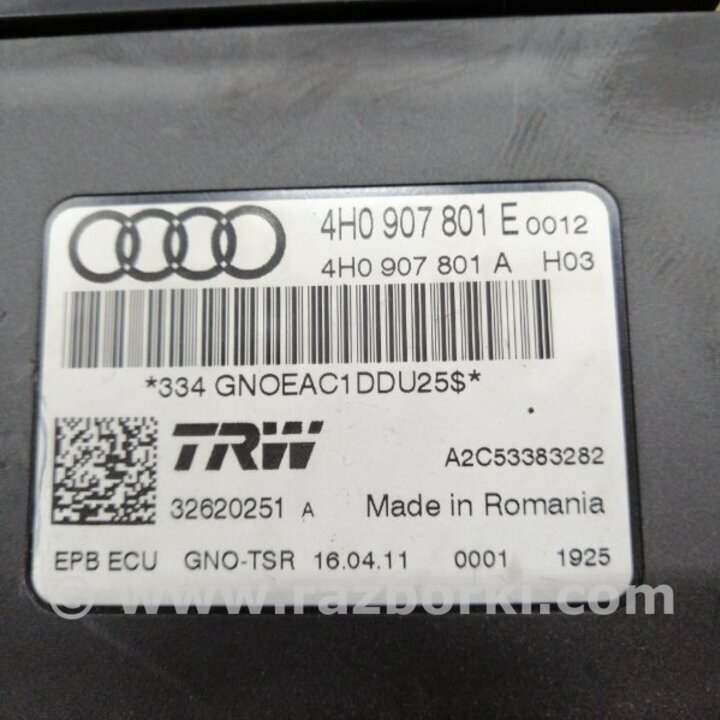 4H0 907 801 E 0012
4H0 907 801 A H03
*334 GNOEAC1DDU25$*
TRW
A2C53383282
32620251 A Made in Romania
EPB ECU GNO-TSR 16.04.11 0001 1925
© www.razborki.com